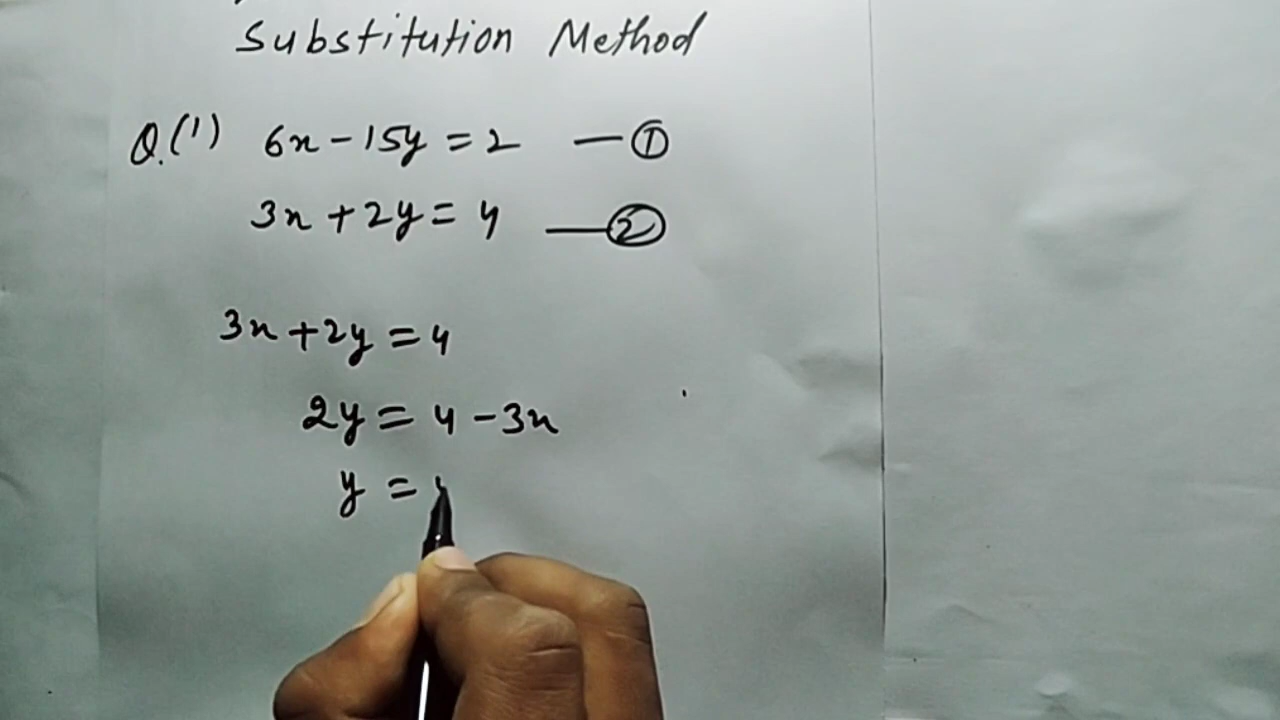 Substitution Method
Q.(1) 6x - 15y = 2 — ①
3x + 2y = 4 — ②
3x + 2y = 4
2y = 4 - 3x
y =